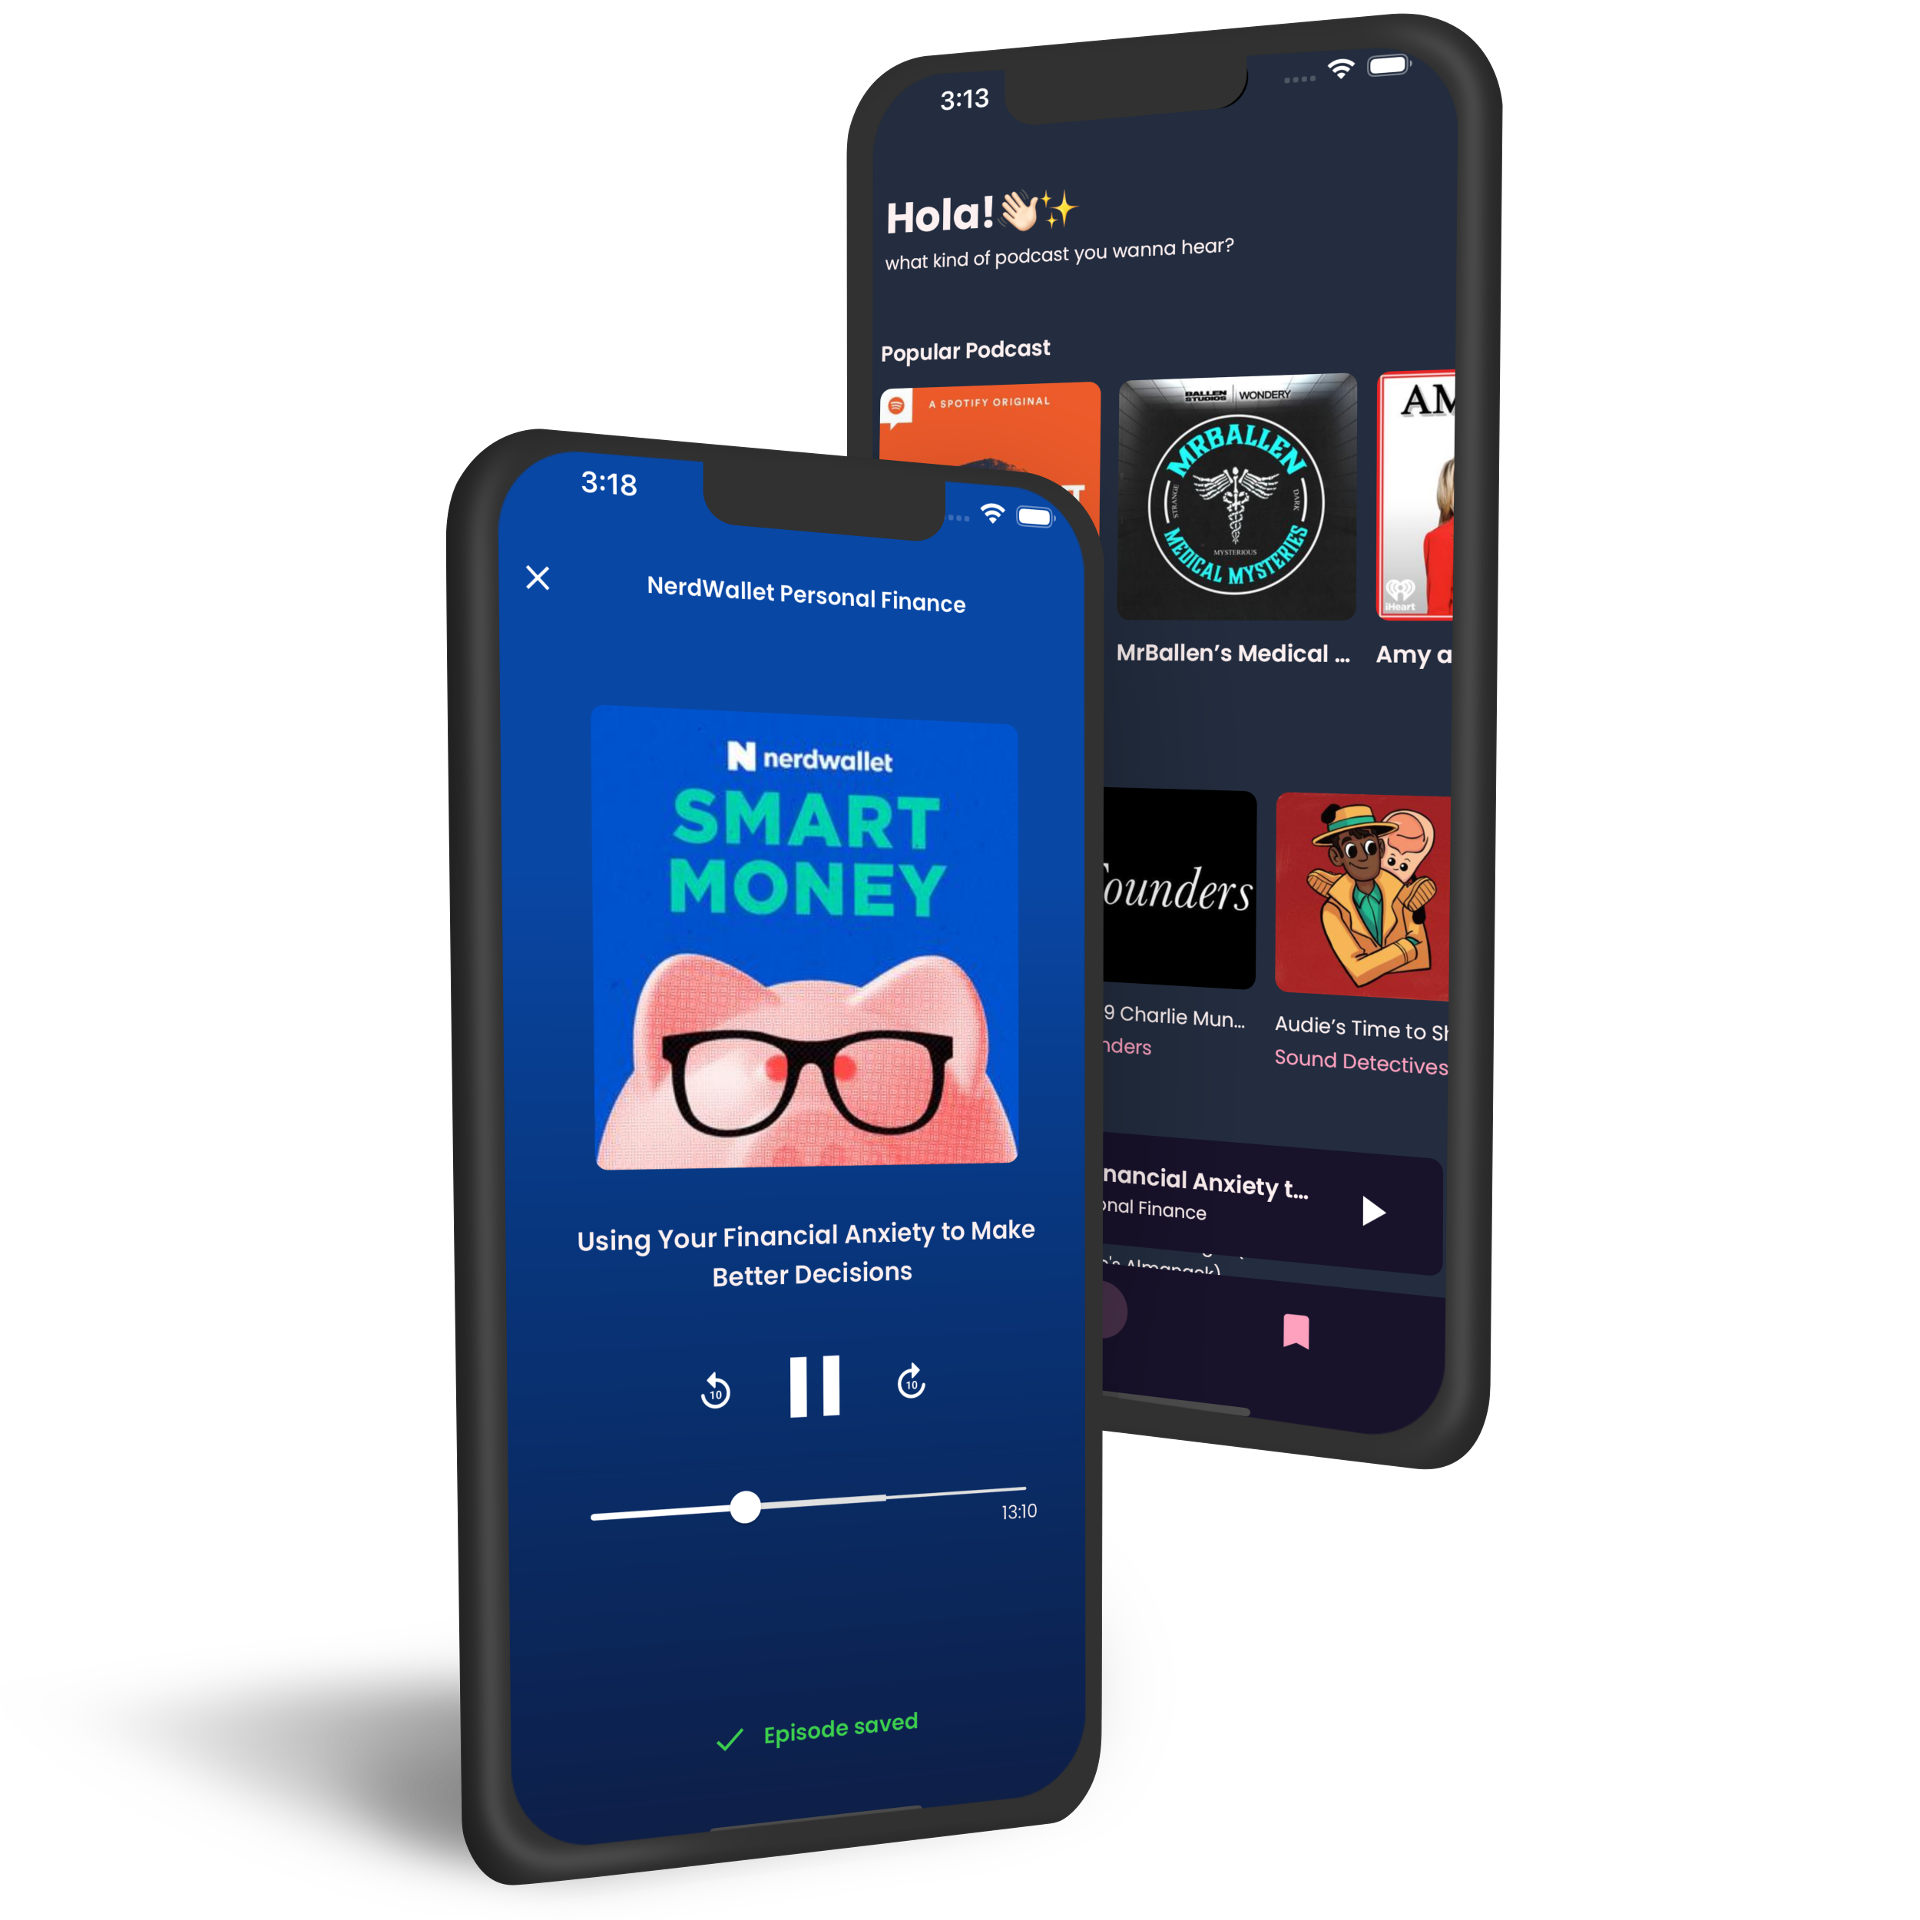 3:13
Hola!👋🏻✨
what kind of podcast you wanna hear?
Popular Podcast
A SPOTIFY ORIGINAL
BALLEN STUDIOS | WONDERY
MRBALLEN
STRANGE
DARK
MYSTERIOUS
MEDICAL MYSTERIES
iHeart
MrBallen’s Medical ...
Amy a
ounders
9 Charlie Mun...
nders
Audie’s Time to Sh
Sound Detectives
nancial Anxiety t...
onal Finance
's Almanack)
3:18
NerdWallet Personal Finance
N nerdwallet
SMART
MONEY
Using Your Financial Anxiety to Make
Better Decisions
10
10
13:10
Episode saved